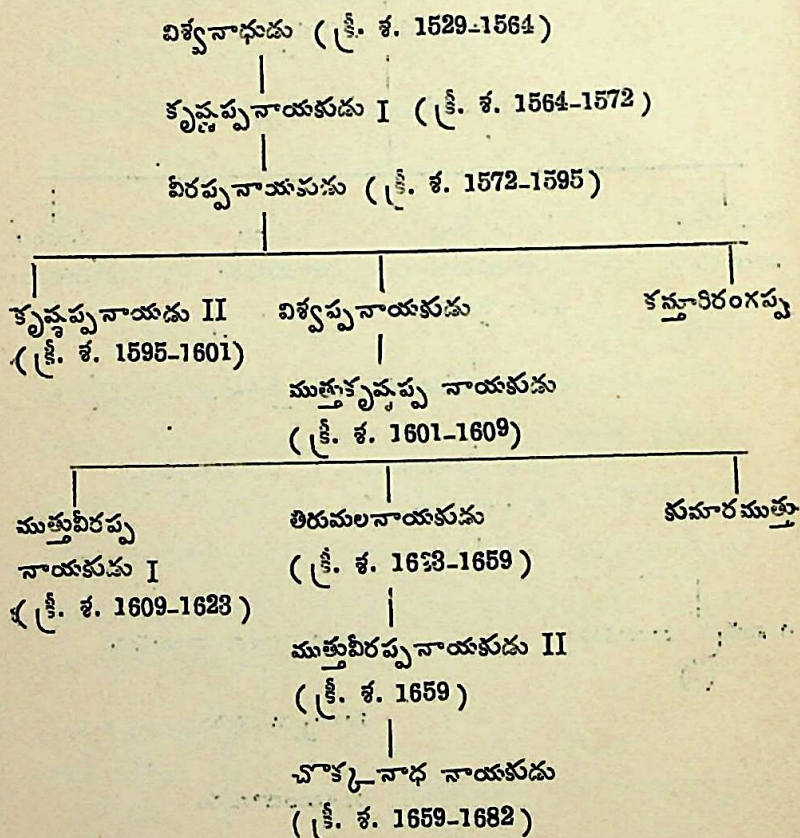 విశ్వనాధుడు (క్రీ. శ. 1529-1564)
కృష్ణప్పనాయకుడు I (క్రీ. శ. 1564-1572)
వీరప్పనాయకుడు (క్రీ. శ. 1572-1595)
కృష్ణప్పనాయడు II విశ్వప్పనాయకుడు కస్తూరిరంగప్ప
(క్రీ. శ. 1595-1601)
ముత్తుకృష్ణప్ప నాయకుడు
(క్రీ. శ. 1601-1609)
ముత్తువీరప్ప తిరుమలనాయకుడు కుమారముత్తు
నాయకుడు I (క్రీ. శ. 1623-1659)
(క్రీ. శ. 1609-1623)
ముత్తువీరప్పనాయకుడు II
(క్రీ. శ. 1659)
చొక్కనాధ నాయకుడు
(క్రీ. శ. 1659-1682)